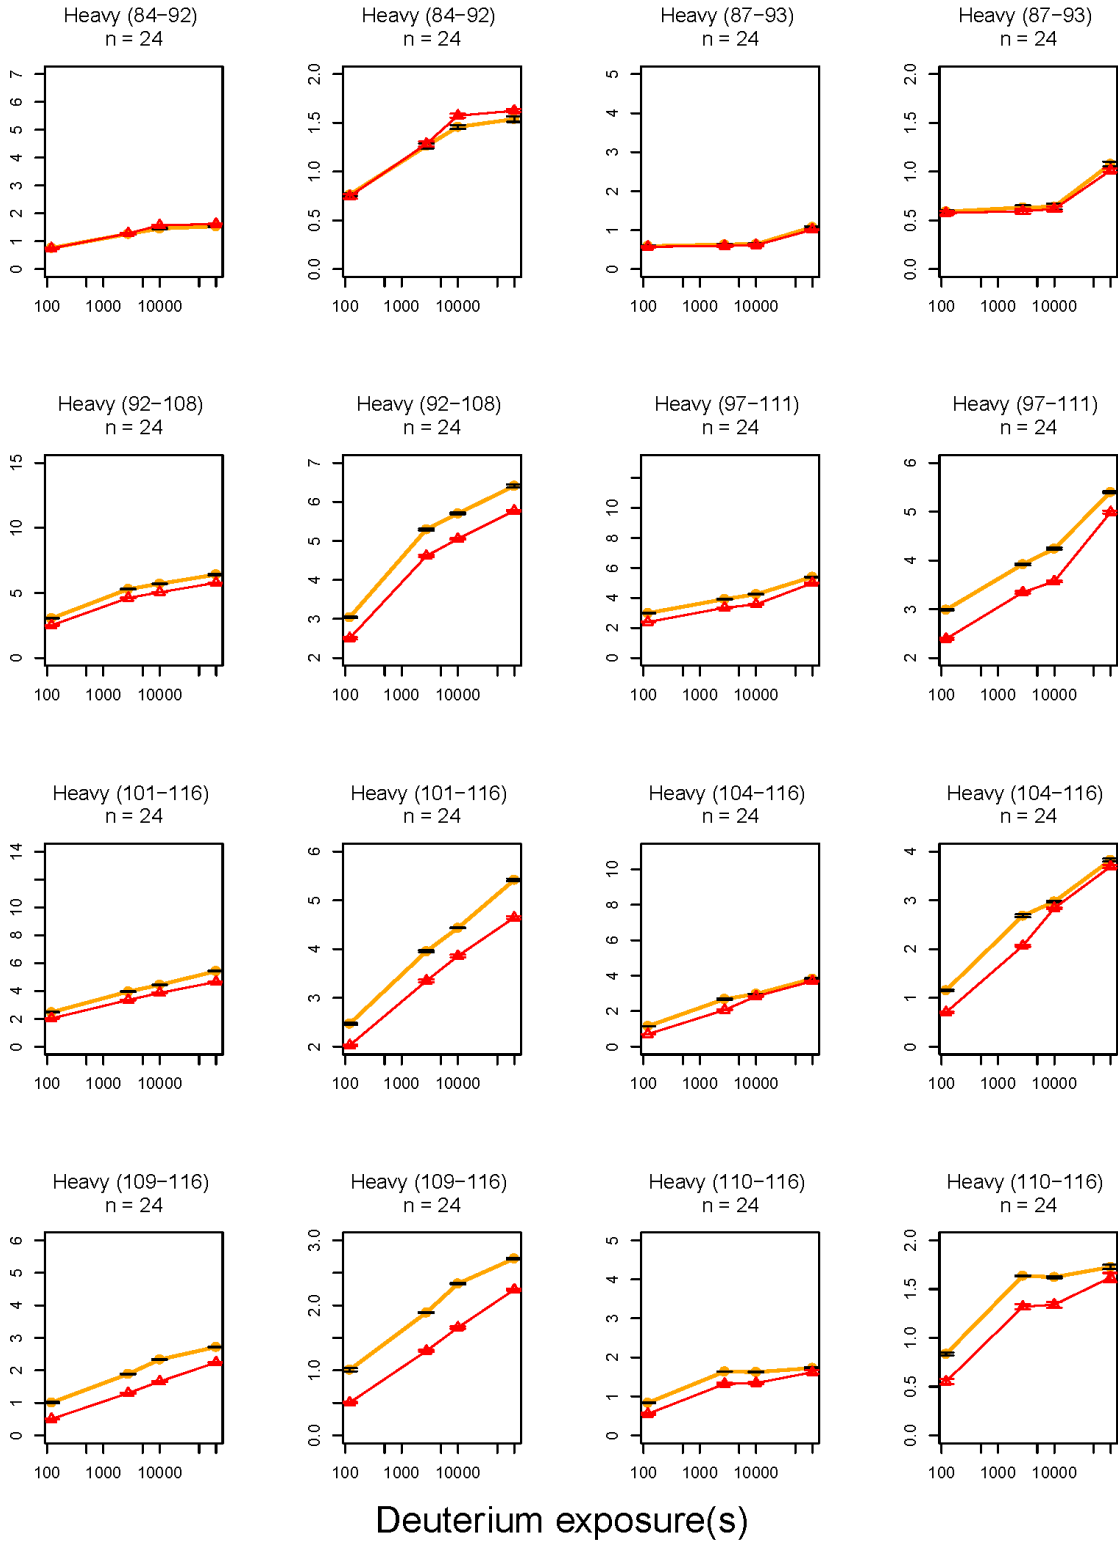 Heavy (84−92) Heavy (84−92) Heavy (87−93) Heavy (87−93)
n = 24 n = 24 n = 24 n = 24
7 2.0 5 2.0
6
5 1.5 4 1.5
4 3
3 1.0 2 1.0
2 0.5 1 0.5
1
0 0.0 0 0.0
100 1000 10000 100 1000 10000 100 1000 10000 100 1000 10000
Heavy (92−108) Heavy (92−108) Heavy (97−111) Heavy (97−111)
n = 24 n = 24 n = 24 n = 24
15 7 6
10 6 10 5
5 8 4
5 4 6
3 4 3
2
0 2 0 2
100 1000 10000 100 1000 10000 100 1000 10000 100 1000 10000
Heavy (101−116) Heavy (101−116) Heavy (104−116) Heavy (104−116)
n = 24 n = 24 n = 24 n = 24
14 6 10 4
12
10 5 8 3
8 6
6 4 4 2
4 3 2 1
2
0 2 0 0
100 1000 10000 100 1000 10000 100 1000 10000 100 1000 10000
Heavy (109−116) Heavy (109−116) Heavy (110−116) Heavy (110−116)
n = 24 n = 24 n = 24 n = 24
6 3.0 5 2.0
5 4 1.5
4 2.0 3
3 1.0
2 1.0 2
1 1 0.5
0 0.0 0 0.0
100 1000 10000 100 1000 10000 100 1000 10000 100 1000 10000
Deuterium exposure(s)